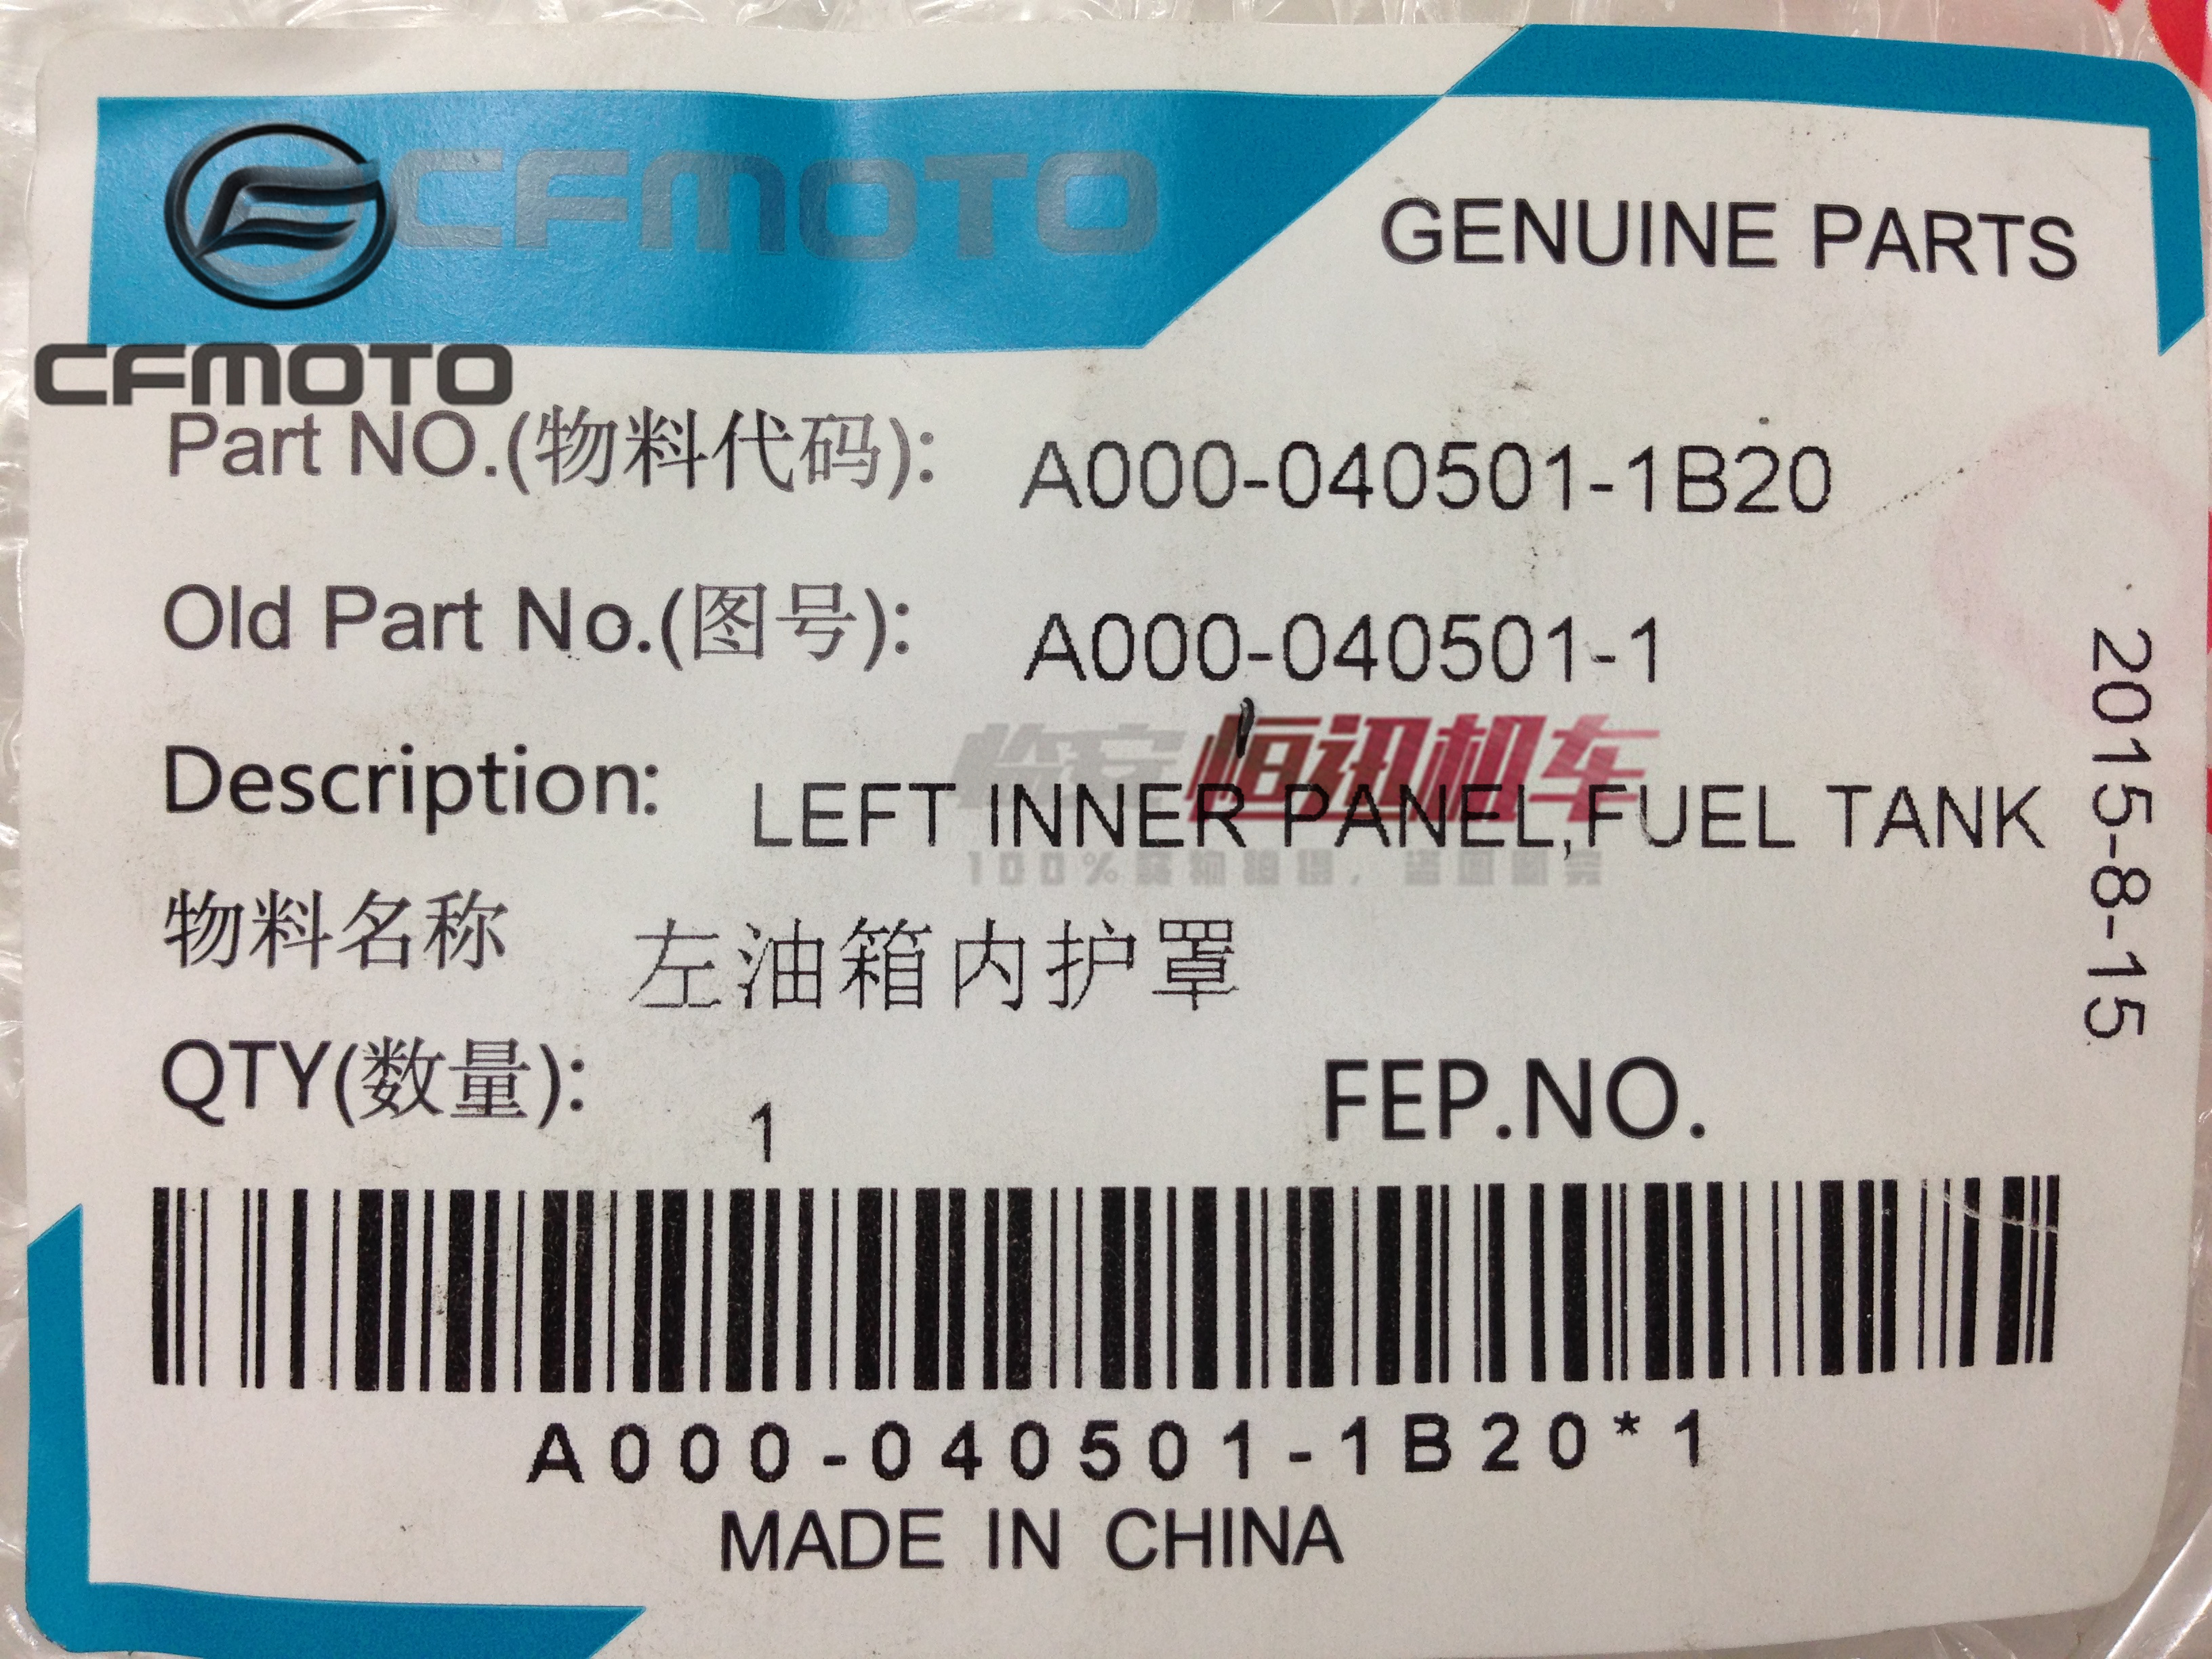 CFMOTO
GENUINE PARTS
CFMOTO
Part NO.(物料代码): A000-040501-1B20
Old Part No.(图号): A000-040501-1
临安恒迅机车
Description: LEFT INNER PANEL,FUEL TANK
100%
物料名称 左油箱内护罩
QTY(数量): 1
FEP.NO.
2015-8-15
A000-040501-1B20*1
MADE IN CHINA